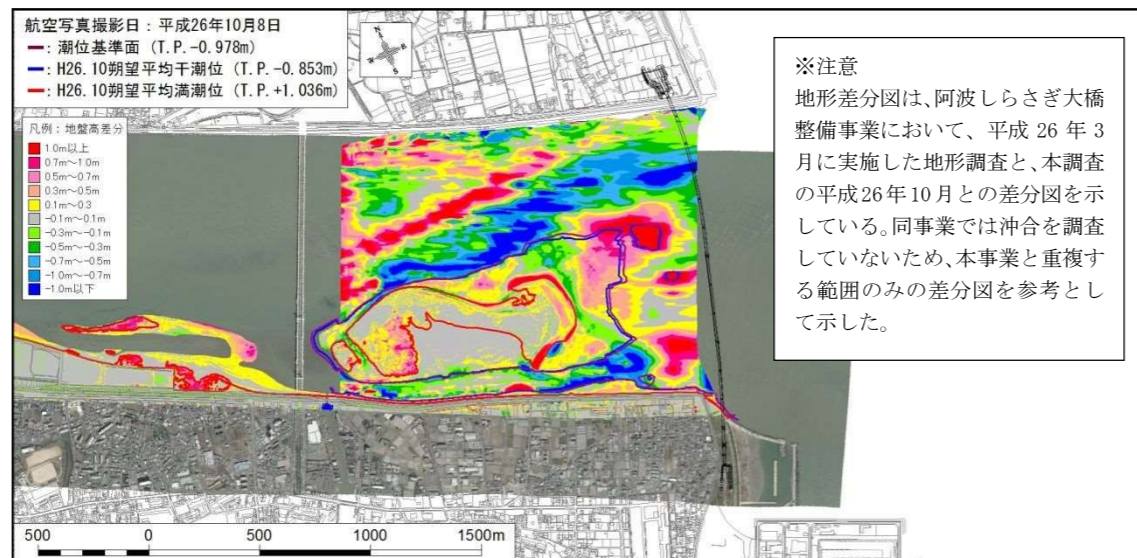 航空写真撮影日:平成26年10月8日
━: 潮位基準面 (T.P.-0.978m)
━: H26.10朔望平均干潮位 (T.P.-0.853m)
━: H26.10朔望平均満潮位 (T.P.+1.036m)
N
E
W
S
凡例:地盤高差分
1.0m以上
0.7m~1.0m
0.5m~0.7m
0.3m~0.5m
0.1m~0.3
-0.1m~0.1m
-0.3m~-0.1m
-0.5m~-0.3m
-0.7m~-0.5m
-1.0m~-0.7m
-1.0m以下
※注意
地形差分図は、阿波しらさぎ大橋
整備事業において、平成 26 年 3
月に実施した地形調査と、本調査
の平成26年10月との差分図を示
している。同事業では沖合を調査
していないため、本事業と重複す
る範囲のみの差分図を参考とし
て示した。
500 0 500 1000 1500m